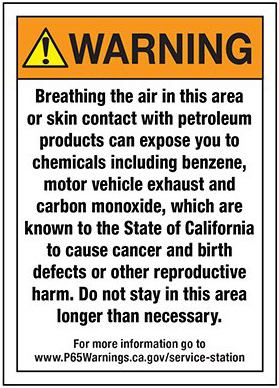 WARNING
Breathing the air in this area
or skin contact with petroleum
products can expose you to
chemicals including benzene,
motor vehicle exhaust and
carbon monoxide, which are
known to the State of California
to cause cancer and birth
defects or other reproductive
harm. Do not stay in this area
longer than necessary.
For more information go to
www.P65Warnings.ca.gov/service-station